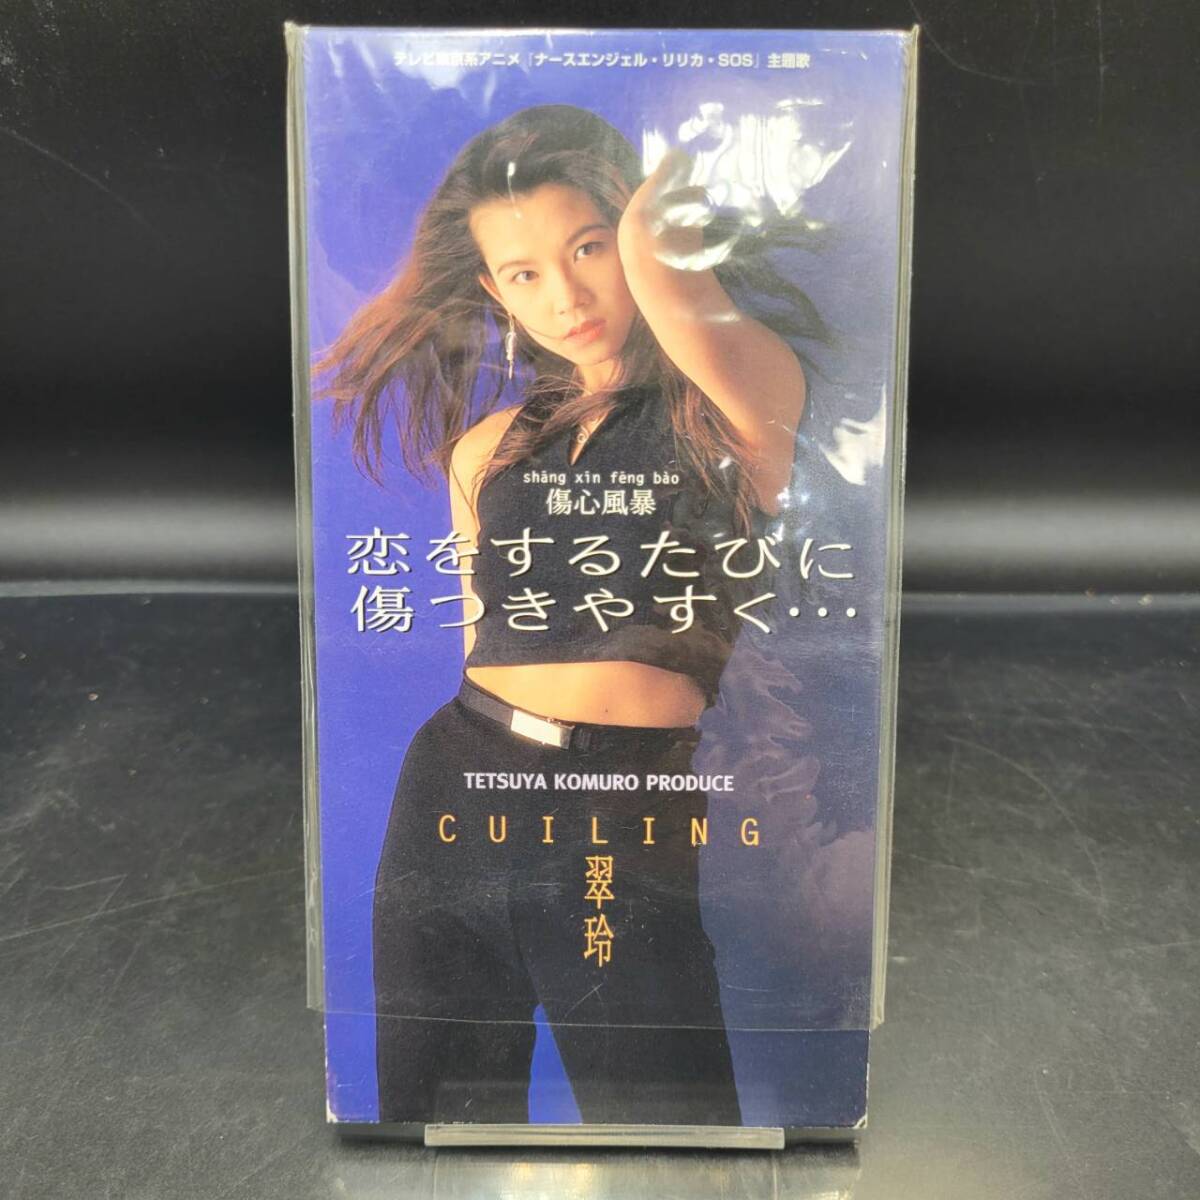 テレビ東京系アニメ「ナースエンジェル・リリカ・SOS」主題歌
shāng xīn fēng bào
傷心風暴
恋をするたびに
傷つきやすく…
TETSUYA KOMURO PRODUCE
CUILING
翠玲